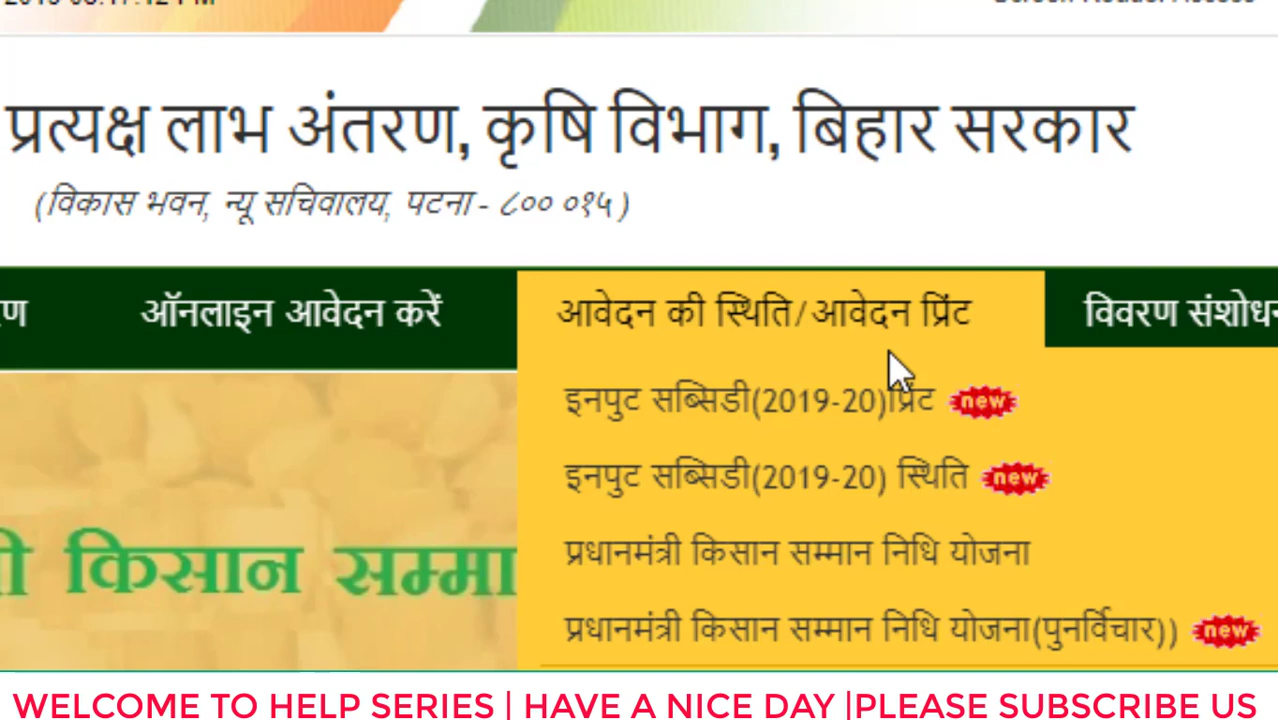 प्रत्यक्ष लाभ अंतरण, कृषि विभाग, बिहार सरकार
(विकास भवन, न्यू सचिवालय, पटना - ८०० ०१५ )
ऑनलाइन आवेदन करें आवेदन की स्थिति/आवेदन प्रिंट विवरण
इनपुट सब्सिडी(2019-20)प्रिंट new
इनपुट सब्सिडी(2019-20) स्थिति new
प्रधानमंत्री किसान सम्मान निधि योजना
किसान
प्रधानमंत्री किसान सम्मान निधि योजना(पुनर्विचार)) new
WELCOME TO HELP SERIES | HAVE A NICE DAY |PLEASE SUBSCRIBE US